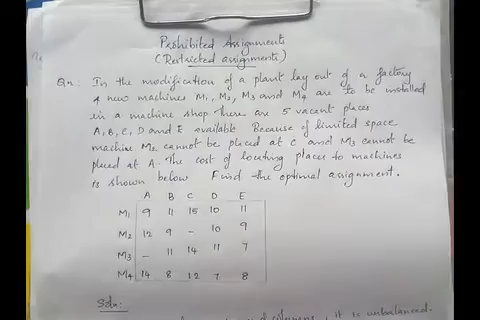 Prohibited Assignments
(Restricted assignments)
Qn: In the modification of a plant lay out of a factory
4 new machines M1, M2, M3 and M4 are to be installed
in a machine shop. There are 5 vacent places
A, B, C, D and E available. Because of limited space
machine M2 cannot be placed at C and M3 cannot be
placed at A. The cost of locating places to machines
is shown below Find the optimal assignment.
A B C D E
M1 9 11 15 10 11
M2 12 9 - 10 9
M3 - 11 14 11 7
M4 14 8 12 7 8
Soln:
of columns, it is unbalanced.